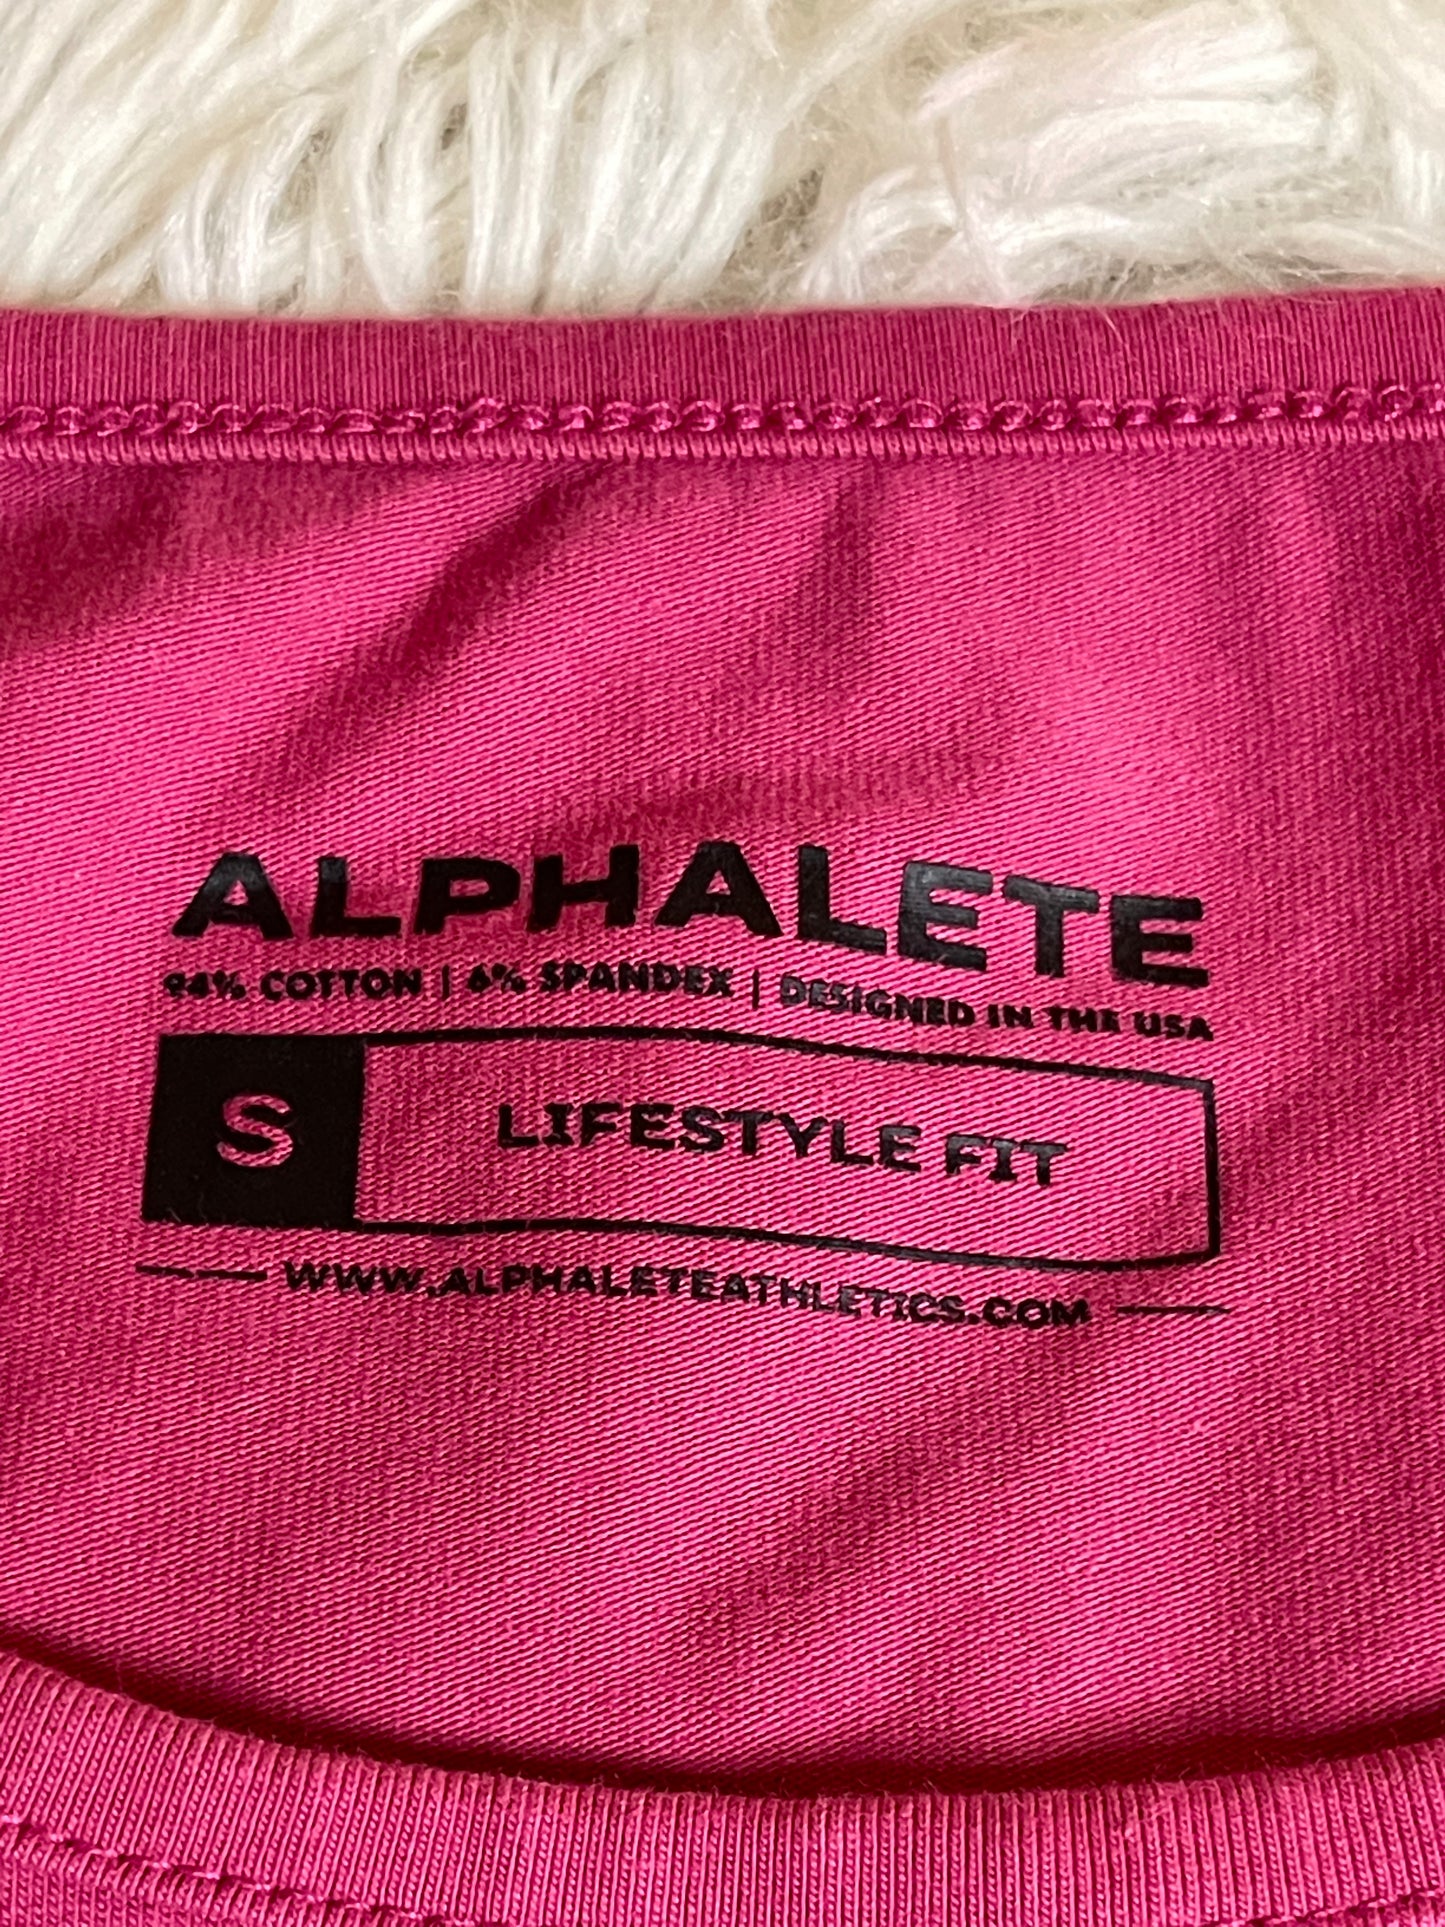 ALPHALETE
94% COTTON | 6% SPANDEX | DESIGNED IN THE USA
S LIFESTYLE FIT
WWW.ALPHALETEATHLETICS.COM